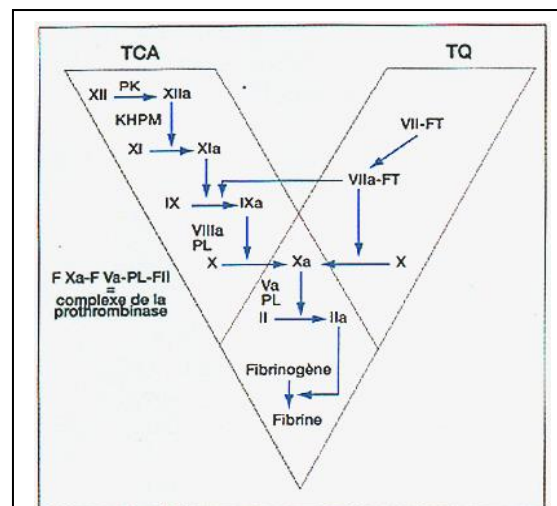 TCA
TQ
XII PK XIIa
KHPM
VII-FT
XI XIa
VIIa-FT
IX IXa
VIIIa
PL
X Xa X
F Xa-F Va-PL-FII
=
complexe de la
prothrombinase
Va
PL
II IIa
Fibrinogène
Fibrine